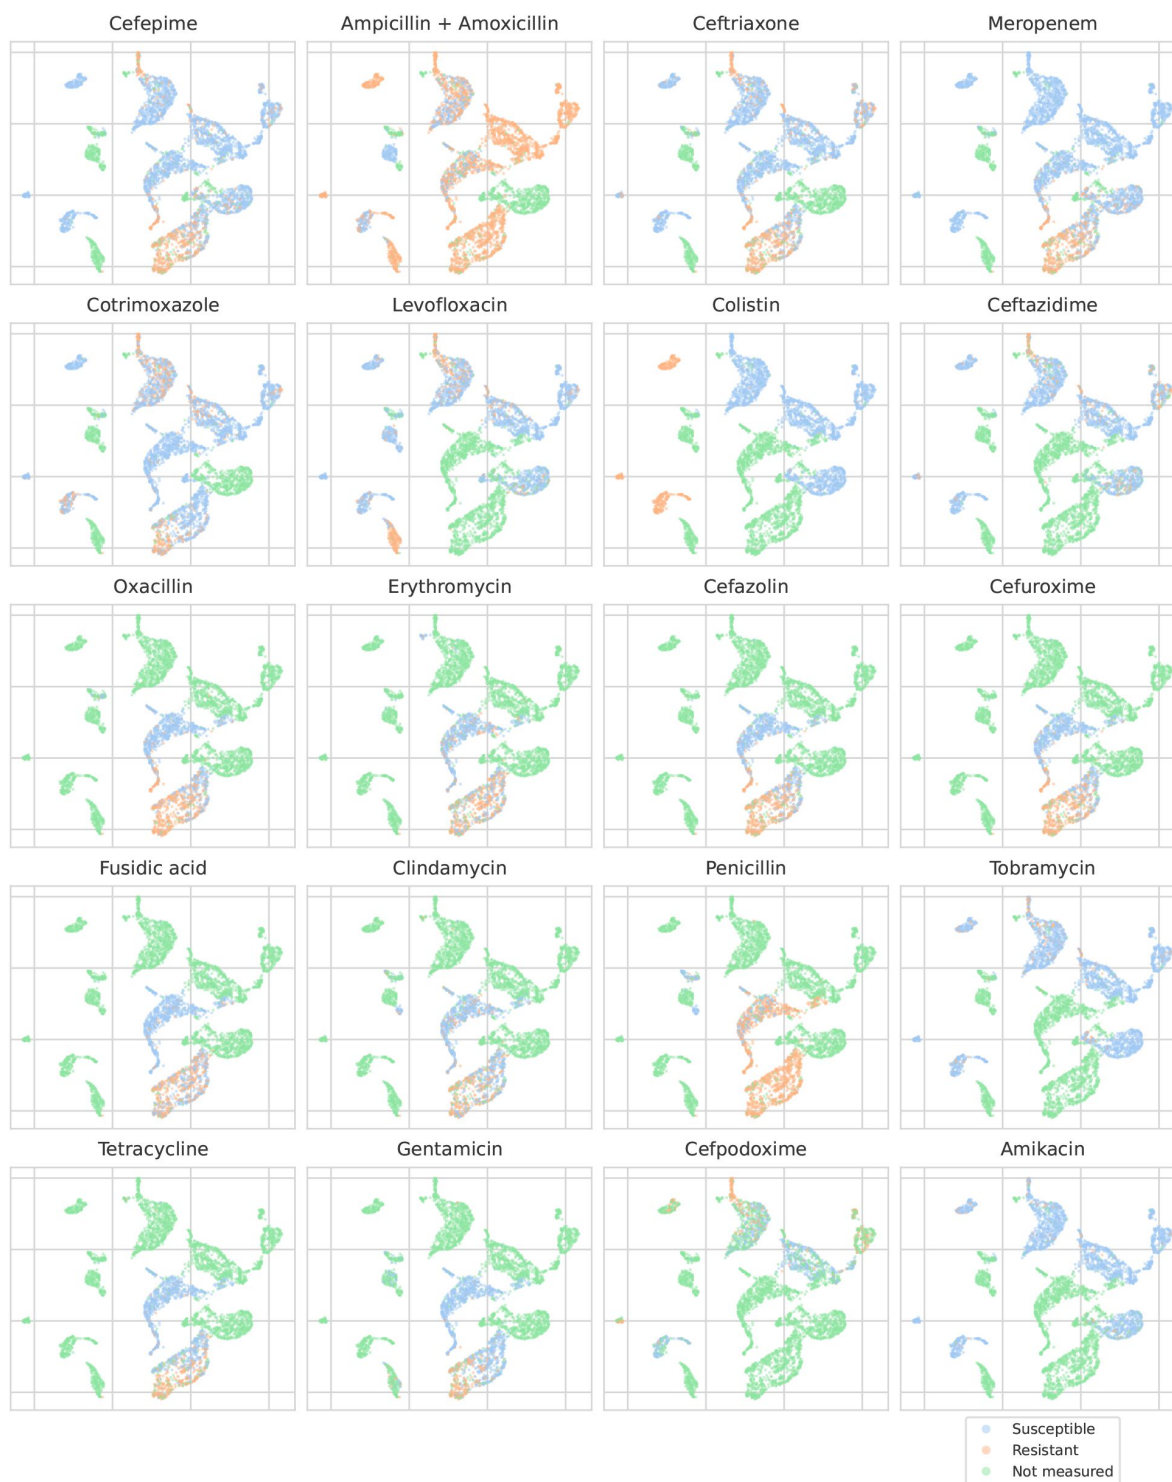 Cefepime
Ampicillin + Amoxicillin
Ceftriaxone
Meropenem
Cotrimoxazole
Levofloxacin
Colistin
Ceftazidime
Oxacillin
Erythromycin
Cefazolin
Cefuroxime
Fusidic acid
Clindamycin
Penicillin
Tobramycin
Tetracycline
Gentamicin
Cefpodoxime
Amikacin
Susceptible
Resistant
Not measured